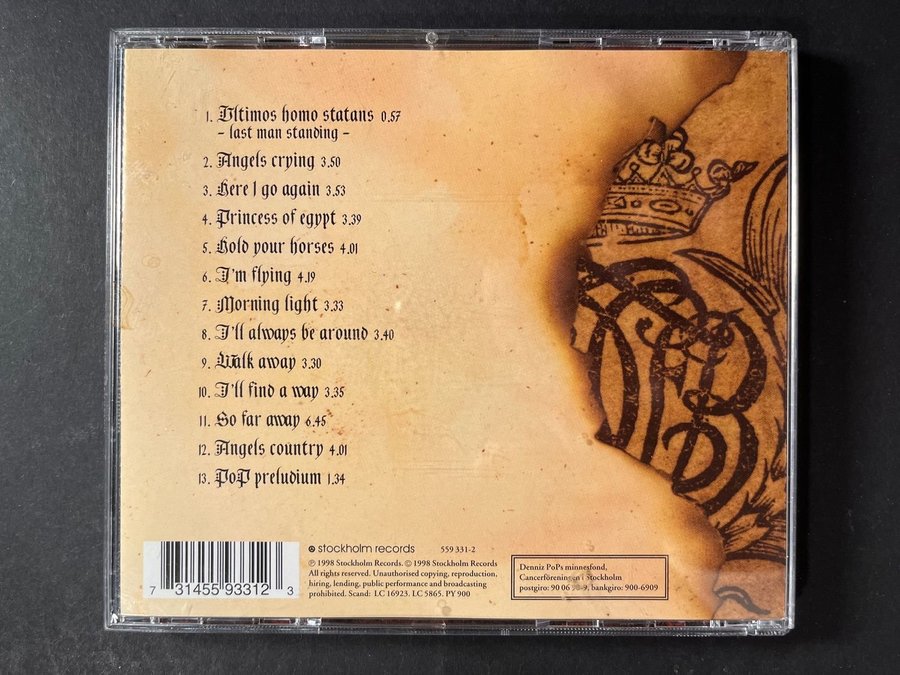 1. Ultimos homo statans 0.57
- last man standing -
2. Angels crying 3.50
3. Here I go again 3.53
4. Princess of egypt 3.39
5. Hold your horses 4.01
6. I'm flying 4.19
7. Morning light 3.33
8. I'll always be around 3.40
9. Walk away 3.30
10. I'll find a way 3.35
11. So far away 6.45
12. Angels country 4.01
13. PoP preludium 1.34
stockholm records 559 331-2
℗ 1998 Stockholm Records. © 1998 Stockholm Records
All rights reserved. Unauthorised copying, reproduction,
hiring, lending, public performance and broadcasting
prohibited. Scand: LC 16923. LC 5865. PY 900
7 31455 93312 3
Denniz PoPs minnesfond,
Cancerföreningen i Stockholm
postgiro: 90 06 -9, bankgiro: 900-6909